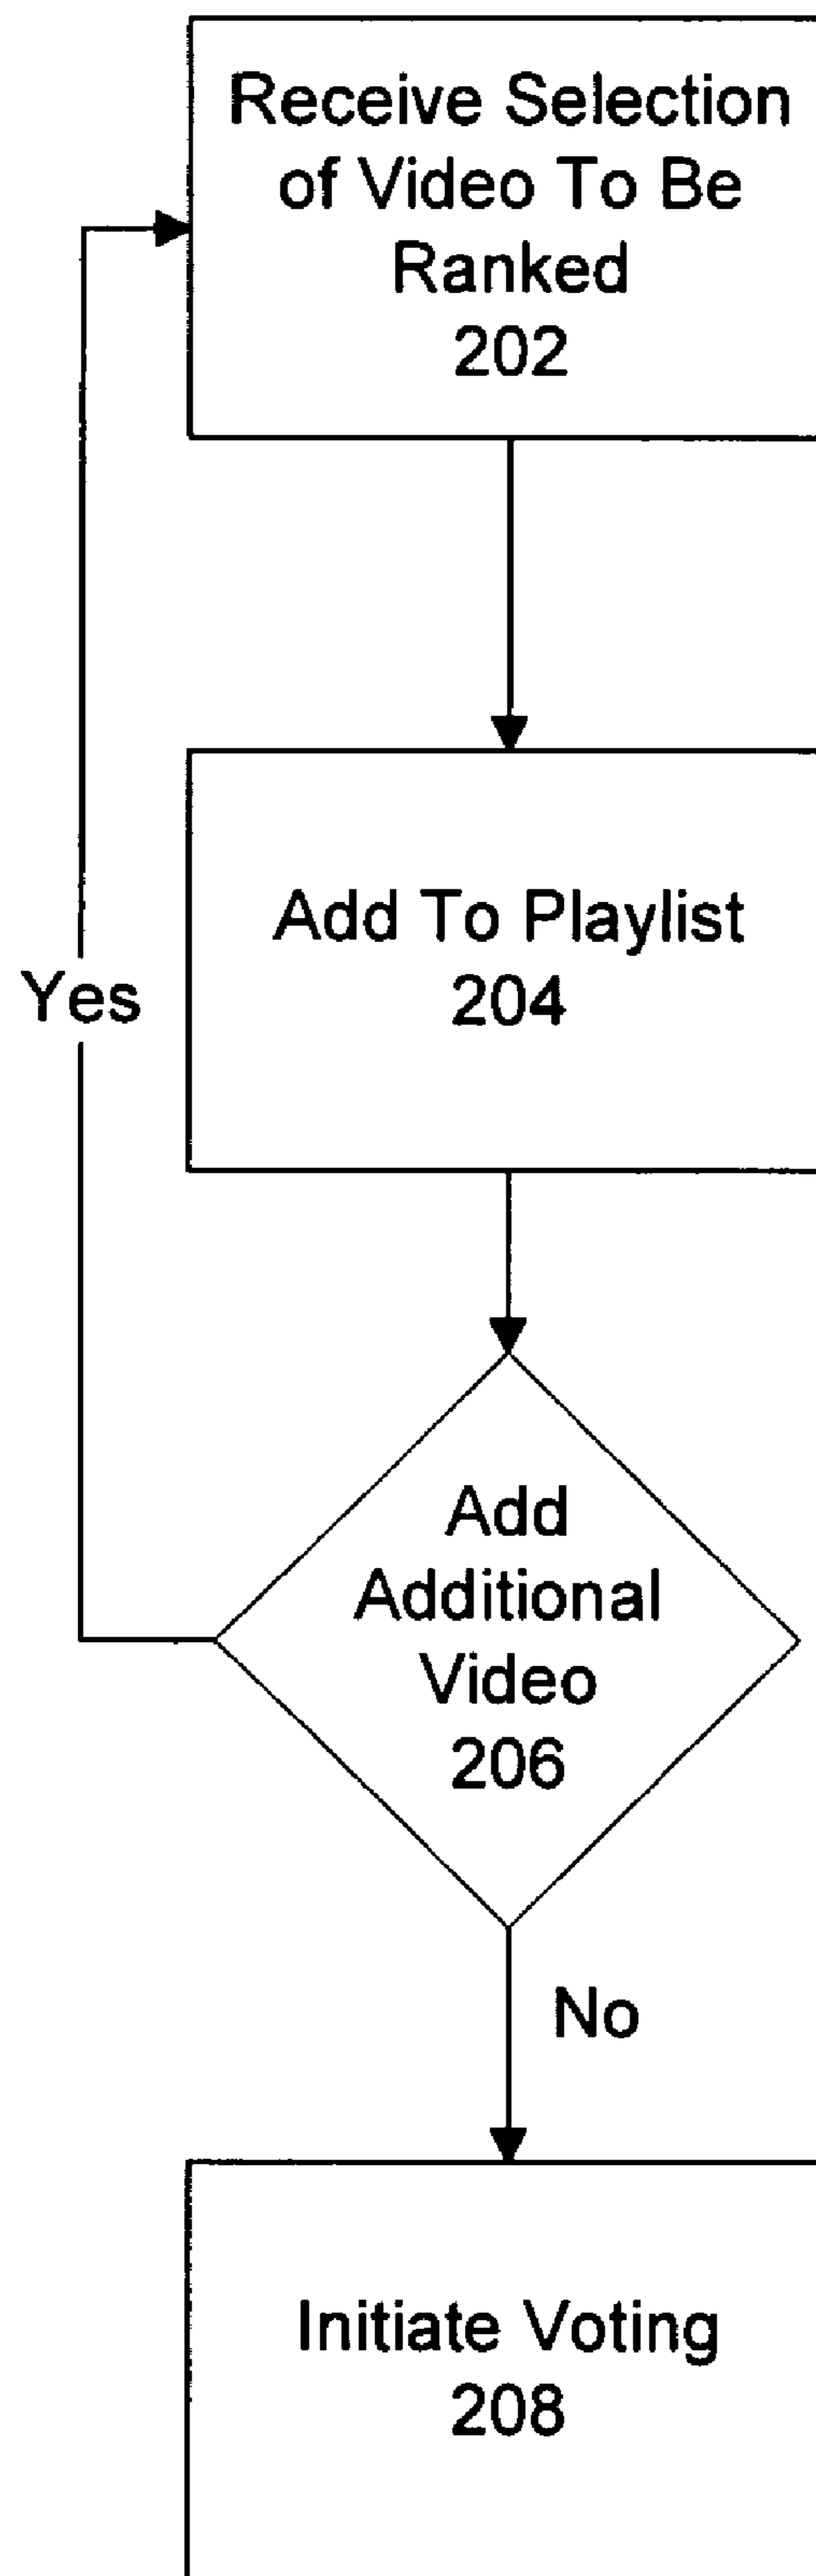 Receive Selection
of Video To Be
Ranked
202
Add To Playlist
204
Yes
Add
Additional
Video
206
No
Initiate Voting
208